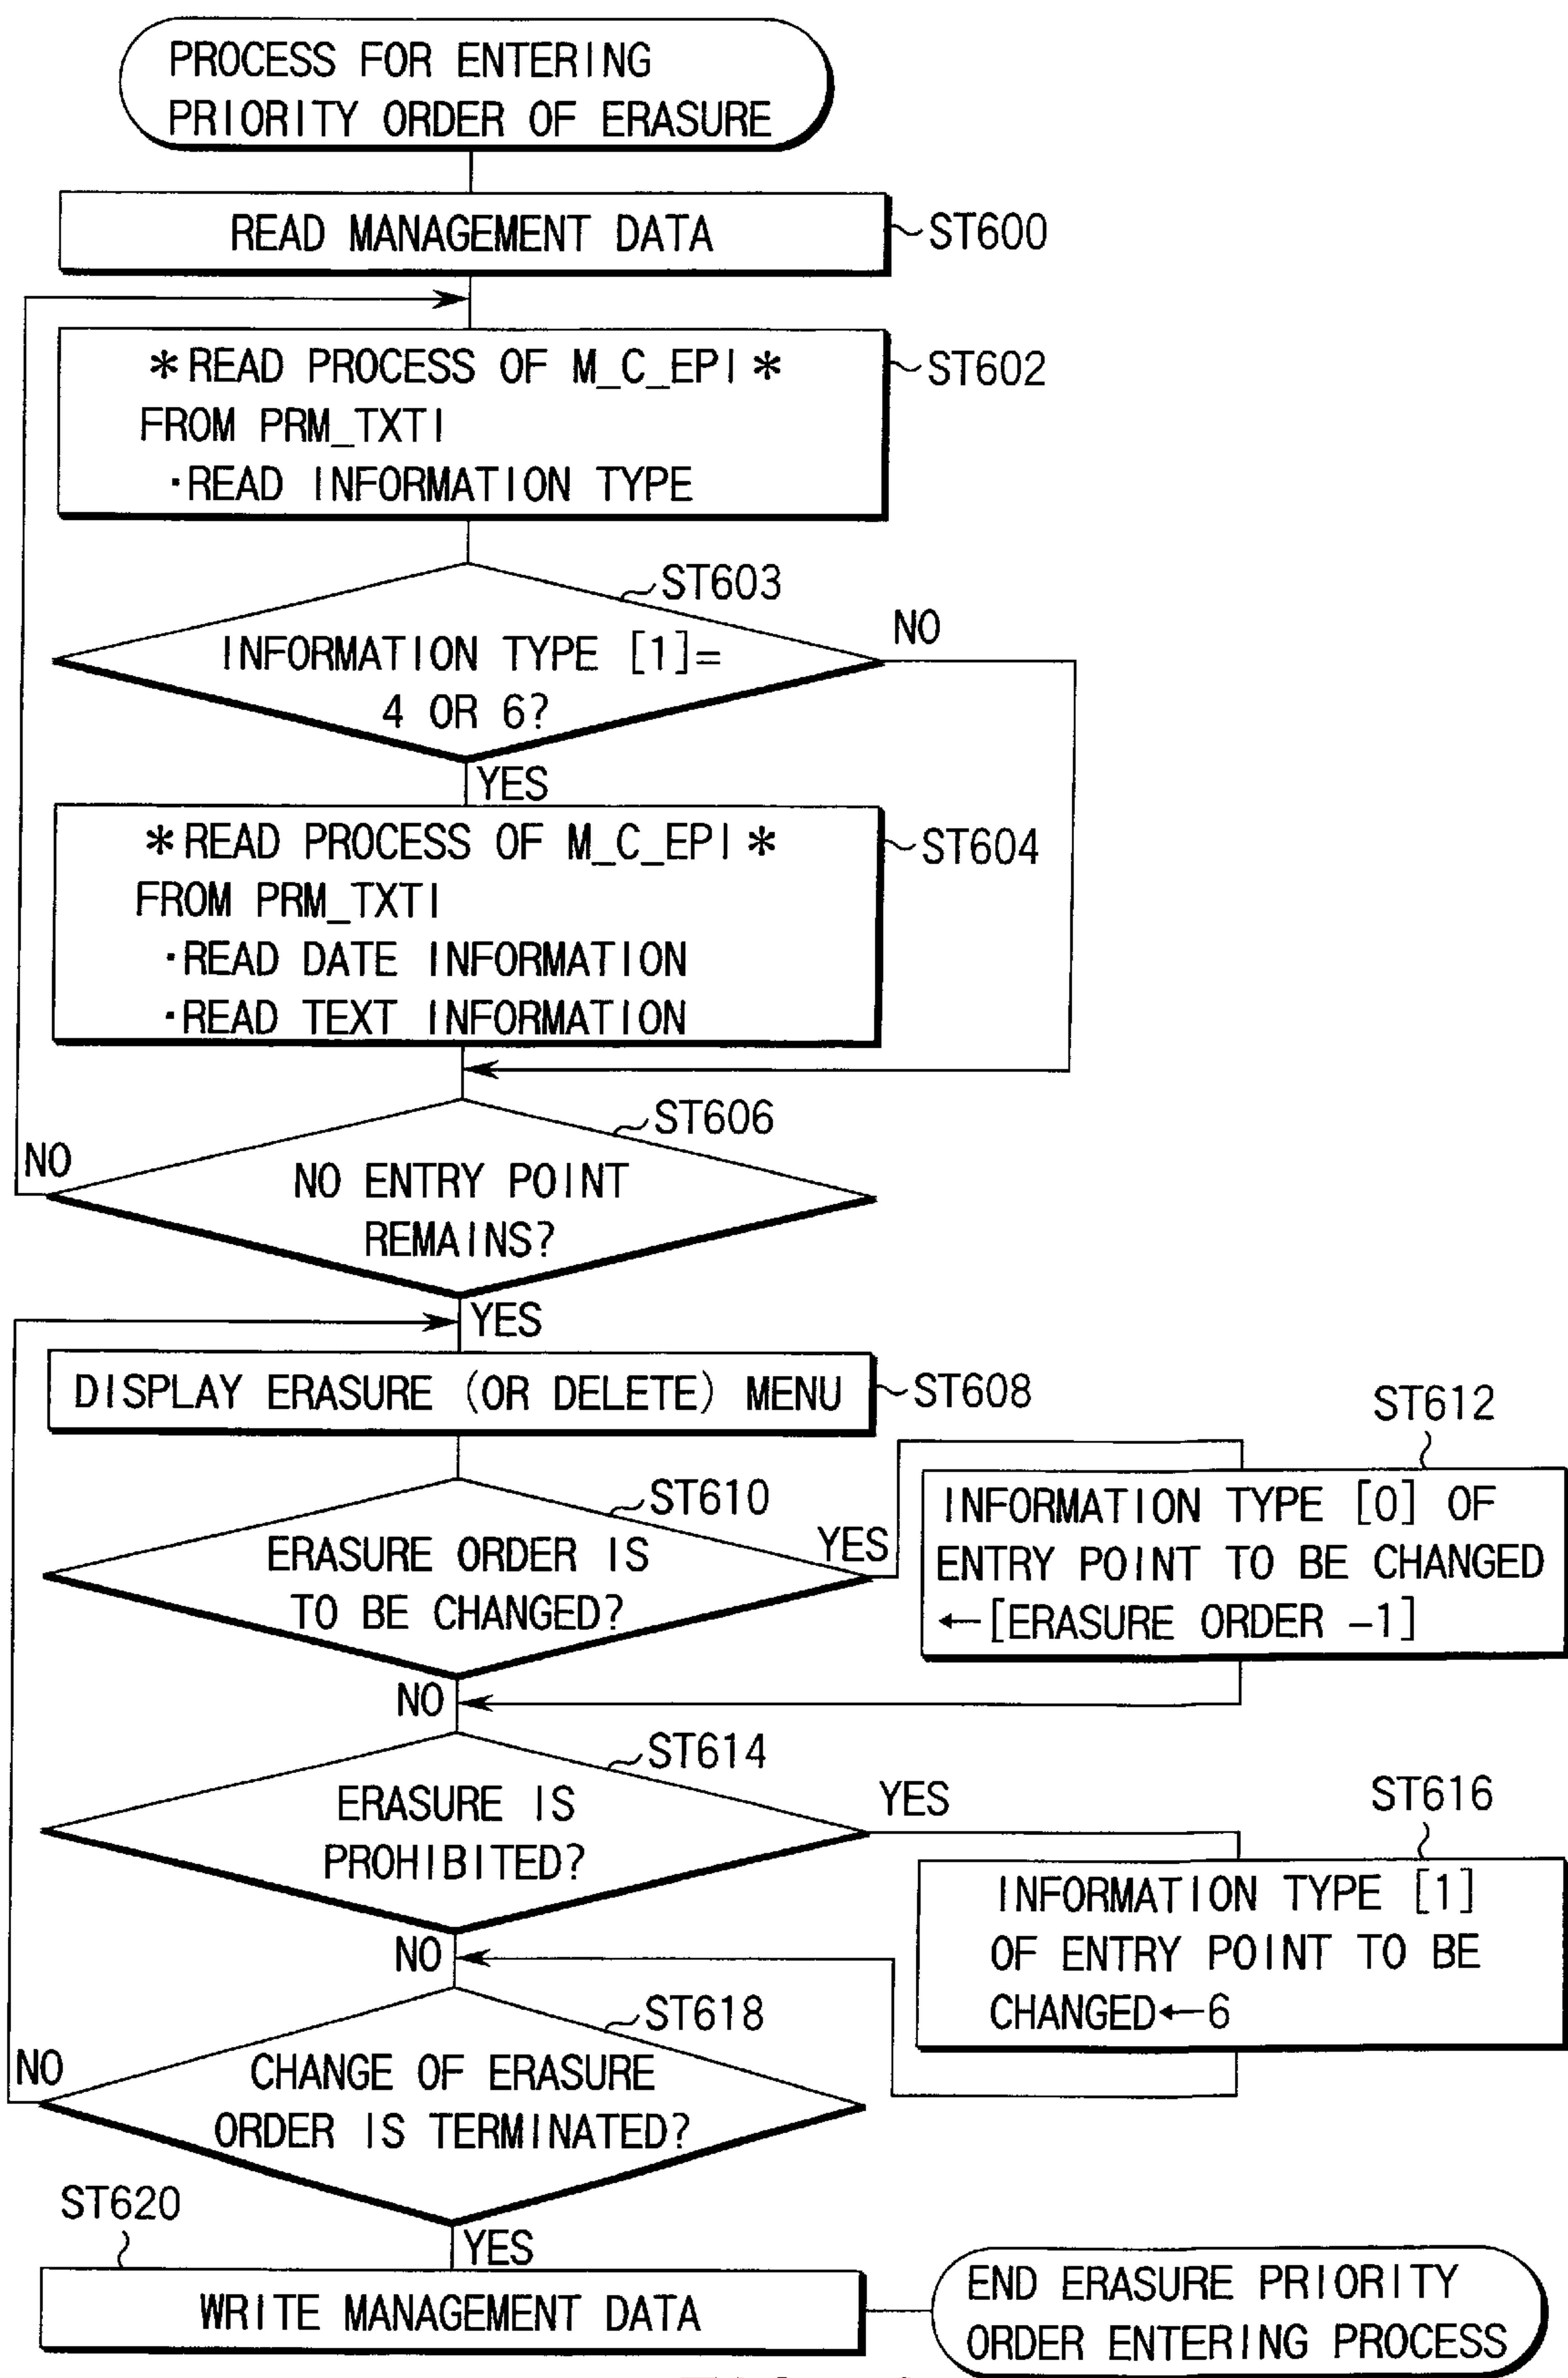 PROCESS FOR ENTERING
PRIORITY ORDER OF ERASURE
READ MANAGEMENT DATA
ST600
*READ PROCESS OF M_C_EPI*
FROM PRM_TXTI
·READ INFORMATION TYPE
ST602
ST603
INFORMATION TYPE [1]=
4 OR 6?
NO
YES
*READ PROCESS OF M_C_EPI*
FROM PRM_TXTI
·READ DATE INFORMATION
·READ TEXT INFORMATION
ST604
ST606
NO
NO ENTRY POINT
REMAINS?
YES
DISPLAY ERASURE (OR DELETE) MENU
ST608
ST610
ERASURE ORDER IS
TO BE CHANGED?
YES
ST612
INFORMATION TYPE [0] OF
ENTRY POINT TO BE CHANGED
←[ERASURE ORDER -1]
NO
ST614
ERASURE IS
PROHIBITED?
YES
ST616
INFORMATION TYPE [1]
OF ENTRY POINT TO BE
CHANGED←6
NO
ST618
NO
CHANGE OF ERASURE
ORDER IS TERMINATED?
ST620
YES
WRITE MANAGEMENT DATA
END ERASURE PRIORITY
ORDER ENTERING PROCESS